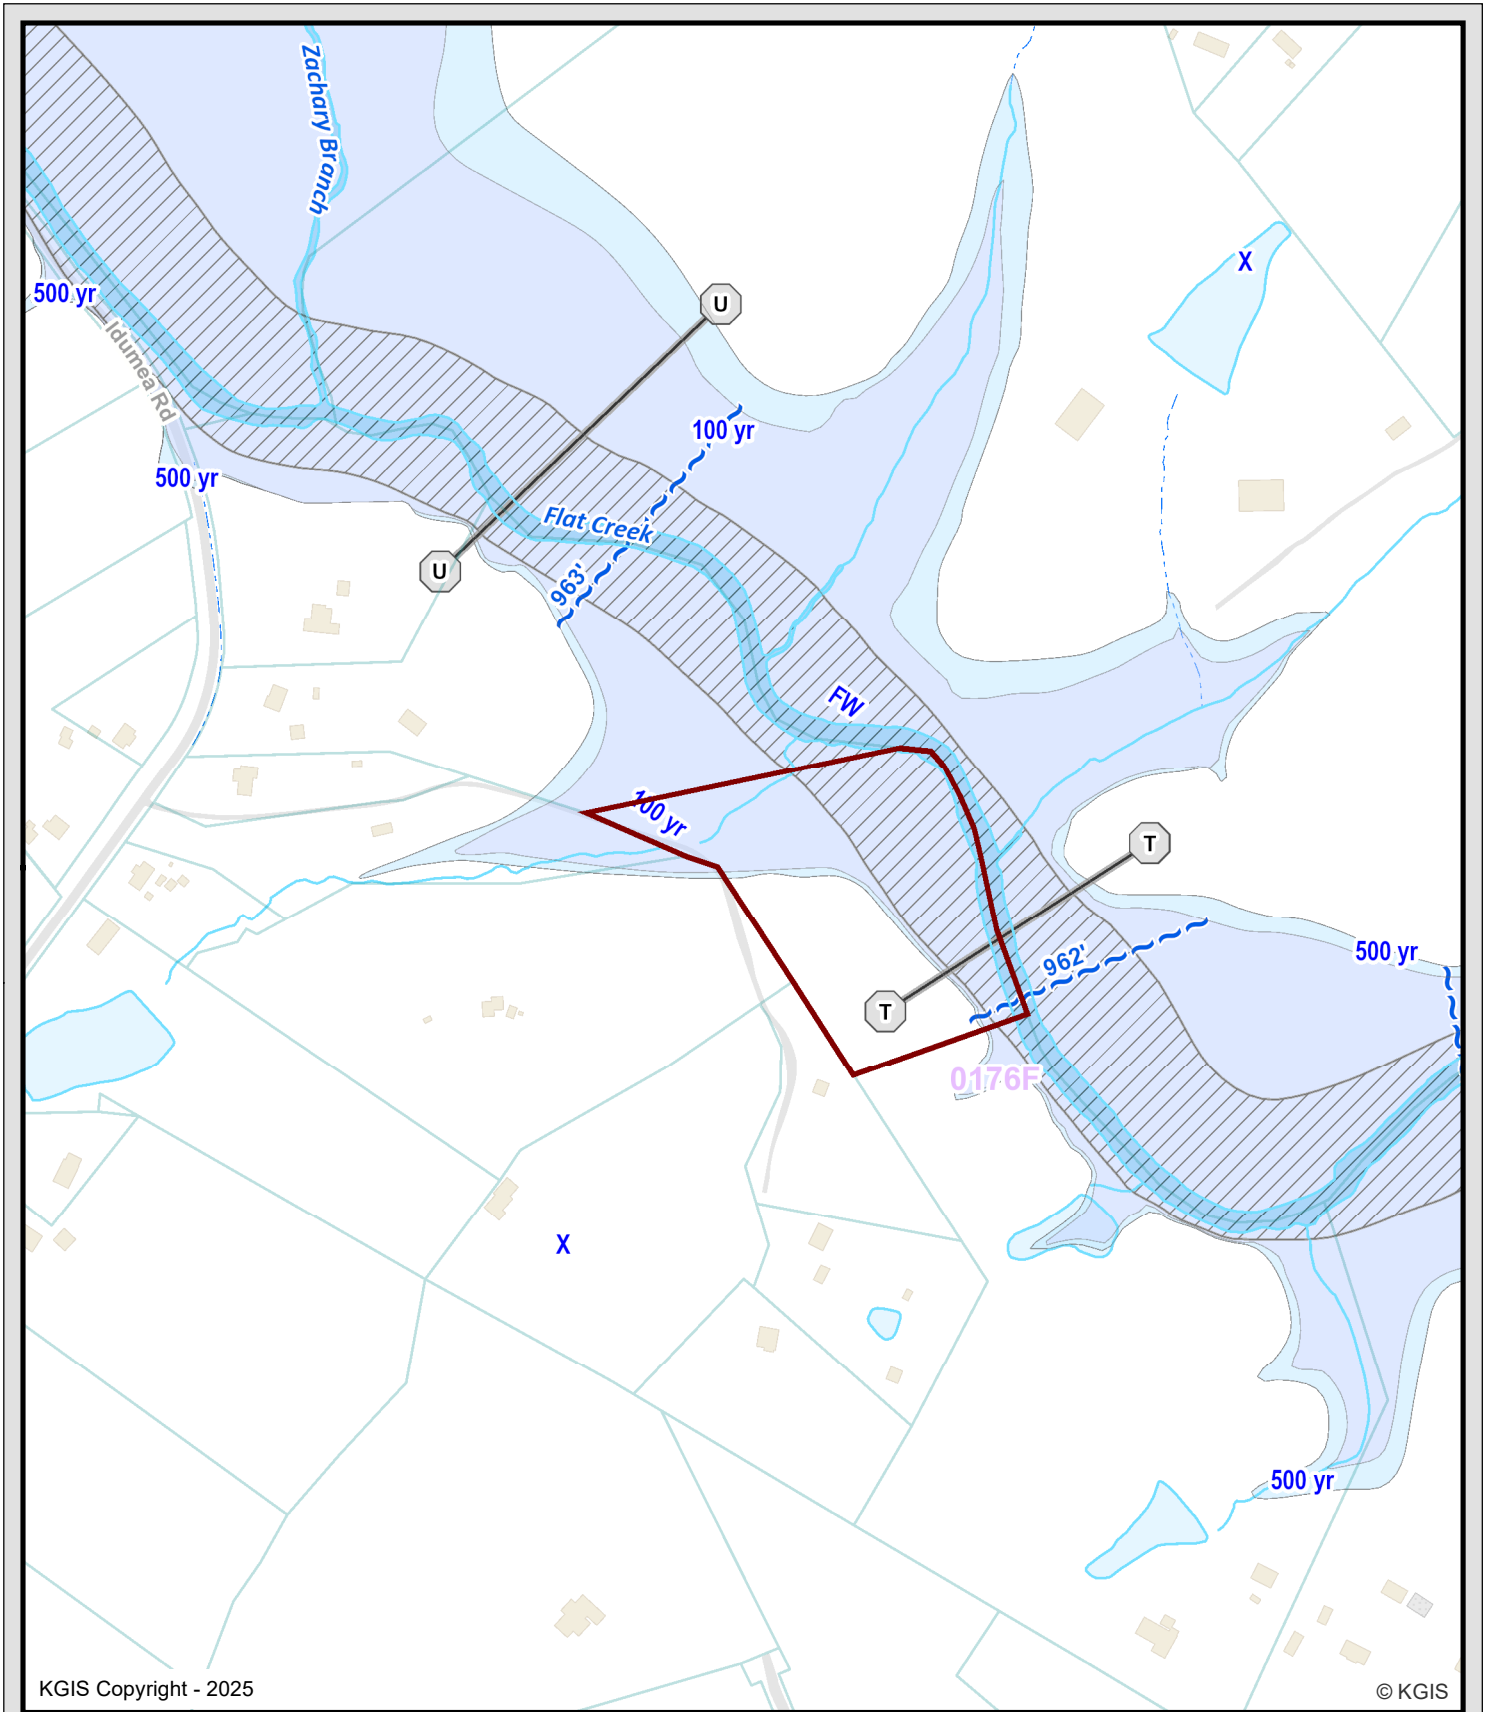 Zachary Branch
X
500 yr
U
Idumea Rd
100 yr
500 yr
Flat Creek
U
963'
FW
100 yr
T
500 yr
962'
T
0176F
X
500 yr
KGIS Copyright - 2025
© KGIS